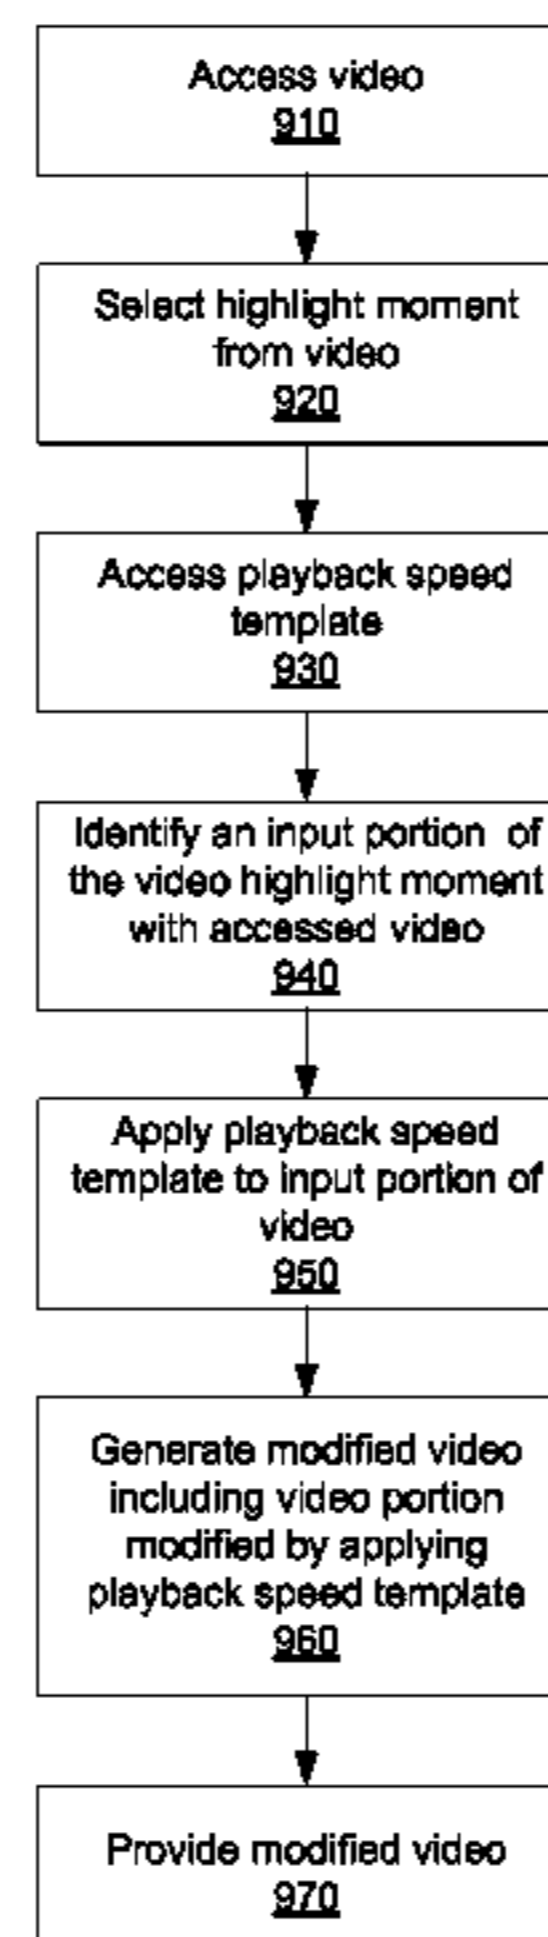 Access video
910
Select highlight moment
from video
920
Access playback speed
template
930
Identify an input portion of
the video highlight moment
with accessed video
940
Apply playback speed
template to input portion of
video
950
Generate modified video
including video portion
modified by applying
playback speed template
960
Provide modified video
970